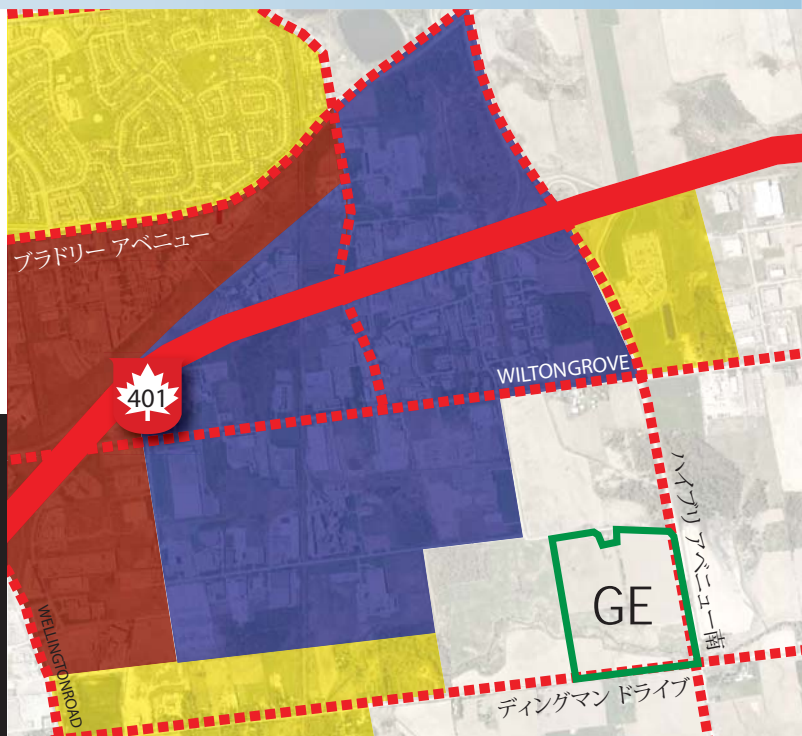 ブラドリー アベニュー
401
WILTONGROVE
ハイブリ アベニュー南
GE
WELLINGTONROAD
ディングマン ドライブ